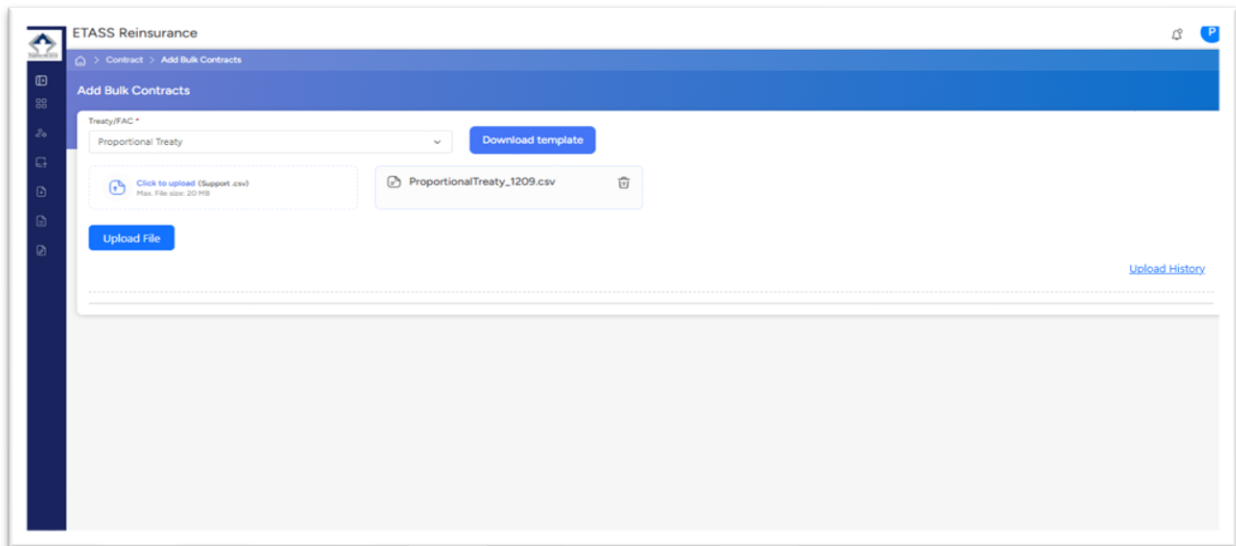 ETASS Reinsurance
P
> Contract > Add Bulk Contracts
Add Bulk Contracts
Treaty/FAC *
Proportional Treaty
Download template
Click to upload (Support .csv)
Max. File size: 20 MB
ProportionalTreaty_1209.csv
Upload File
Upload History